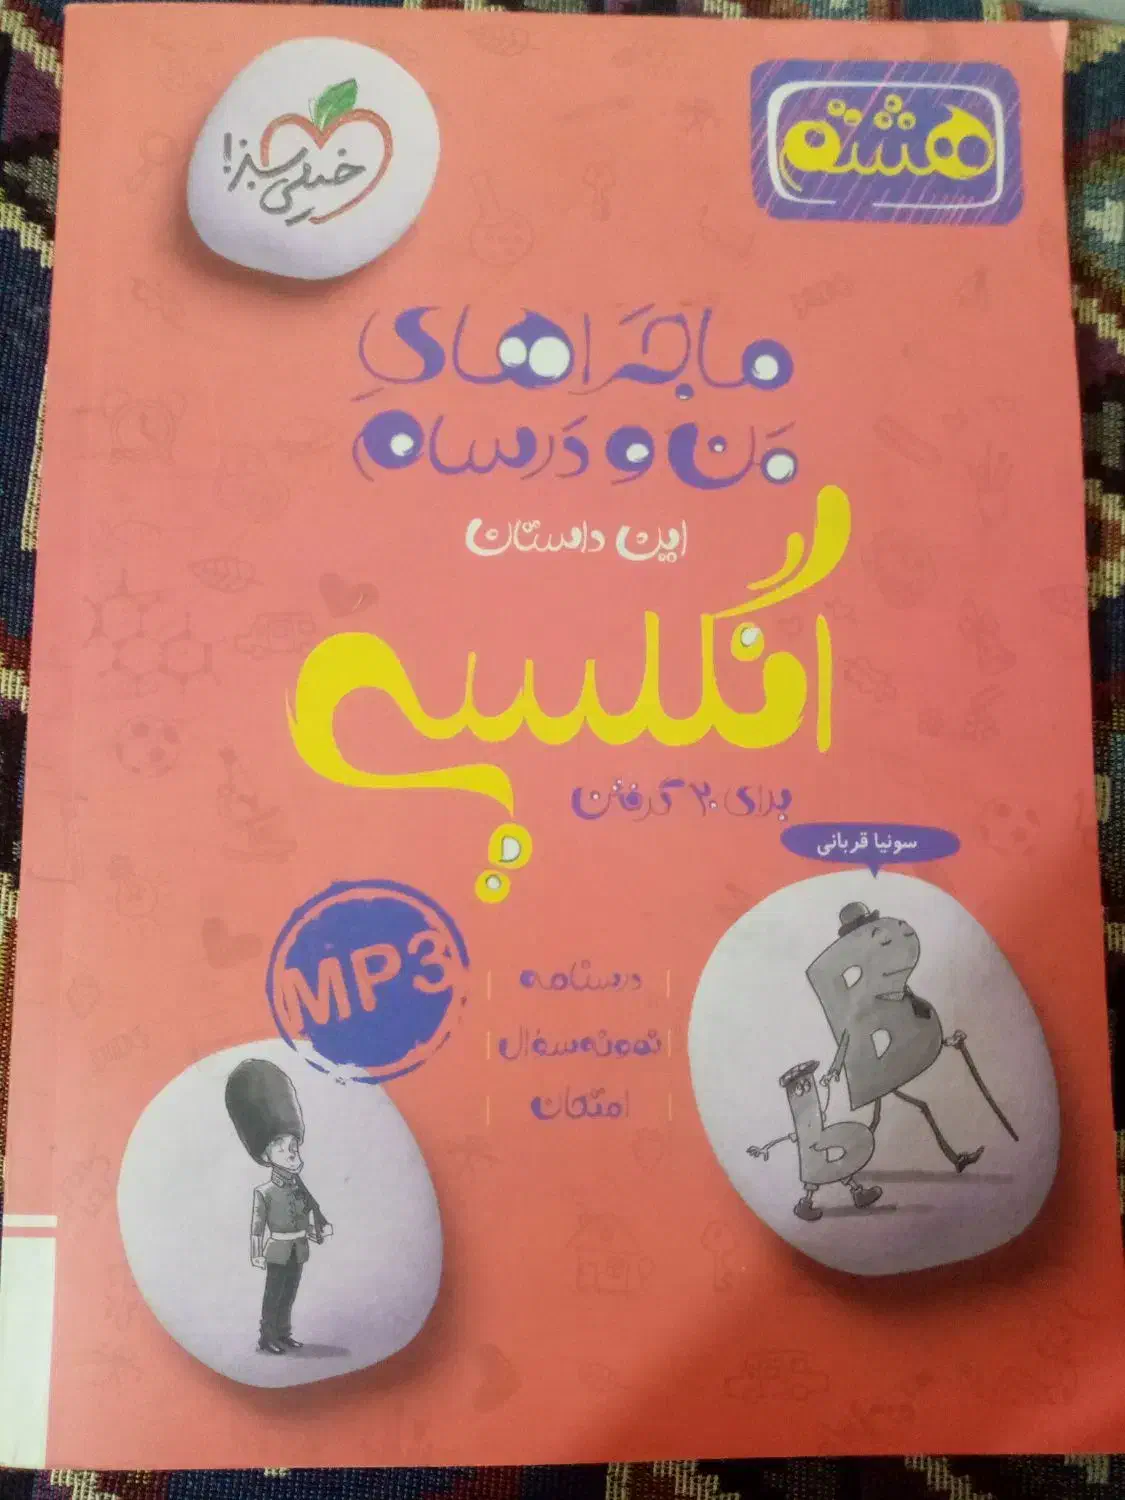 خیلی سبز!
هشتم
ماجراهای
من و درسام
این داستان
انگلیسی
برای ۲۰ گرفتن
سونیا قربانی
MP3
درسنامه
نمونه سؤال
امتحان